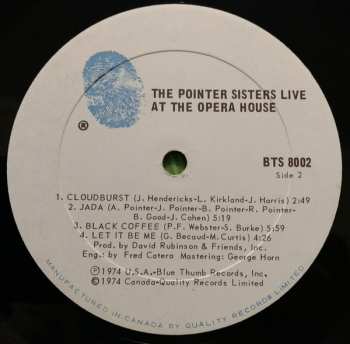 THE POINTER SISTERS LIVE
AT THE OPERA HOUSE
®
BTS 8002
Side 2
1. CLOUDBURST (J. Hendericks-L. Kirkland-J. Harris) 2:49
2. JADA (A. Pointer-J. Pointer-B. Pointer-R. Pointer-
B. Good-J. Cohen) 5:19
3. BLACK COFFEE (P.F. Webster-S. Burke) 5:59
4. LET IT BE ME (G. Becaud-M. Curtis) 4:26
Prod. by David Rubinson & Friends, Inc.
Eng.: by Fred Catera Mastering: George Horn
Ⓟ1974 U.S.A-Blue Thumb Records, Inc.
©1974 Canada-Quality Records Limited
MANUFACTURED IN CANADA BY QUALITY RECORDS LIMITED